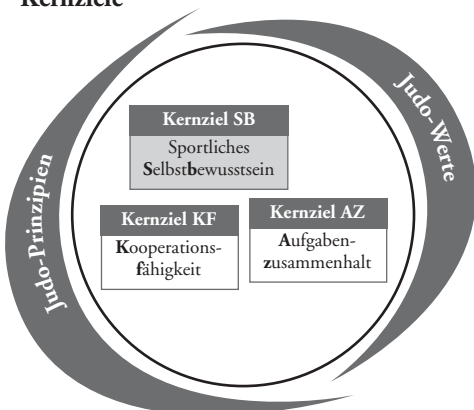 Kernziele
Judo-Werte
Kernziel SB
Sportliches
Selbstbewusstsein
Judo-Prinzipien
Kernziel KF
Kooperations-
fähigkeit
Kernziel AZ
Aufgaben-
zusammenhalt